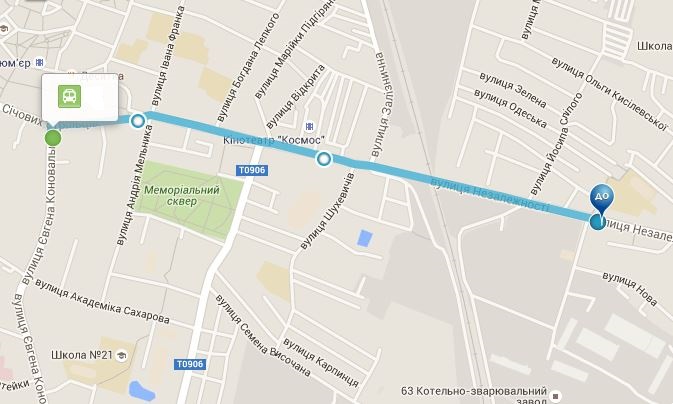 вулиця Івана Франка
вулиця Богдана Лепкого
вулиця Марійки Підгірян
вулиця Відкрита
вулиця Залізнична
Школа
вулиця Ольги Кисілевської
вулиця Зелена
вулиця Одеська
вулиця Йосипа Сліпого
Січових
Кінотеатр "Космос"
T0906
вулиця Андрія Мельника
Меморіальний
сквер
вулиця Незалежності
ДО
вулиця Шухевичів
вулиця Нова
вулиця Академіка Сахарова
вулиця Євгена Коновальця
Школа №21
T0906
вулиця Семена Височана
вулиця Карпинця
63 Котельно-зварювальний
завод